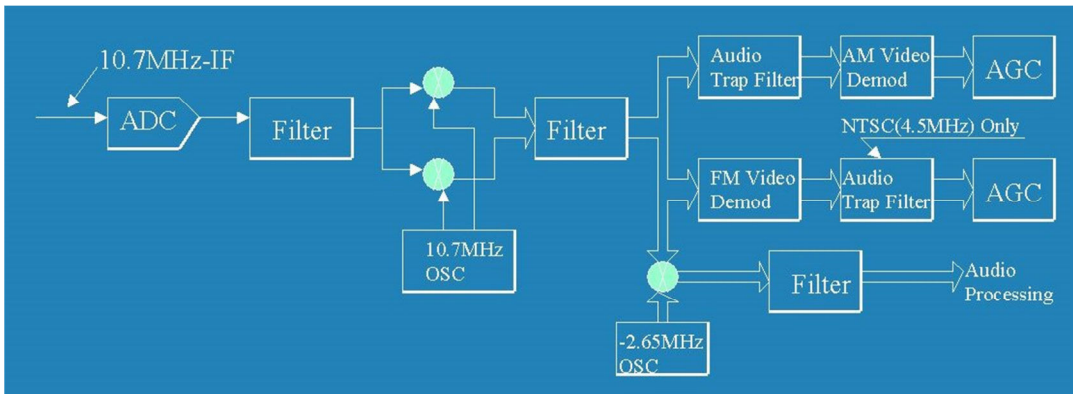 10.7MHz-IF
ADC
Filter
10.7MHz
OSC
Filter
Audio
Trap Filter
AM Video
Demod
AGC
NTSC(4.5MHz) Only
FM Video
Demod
Audio
Trap Filter
AGC
-2.65MHz
OSC
Filter
Audio
Processing